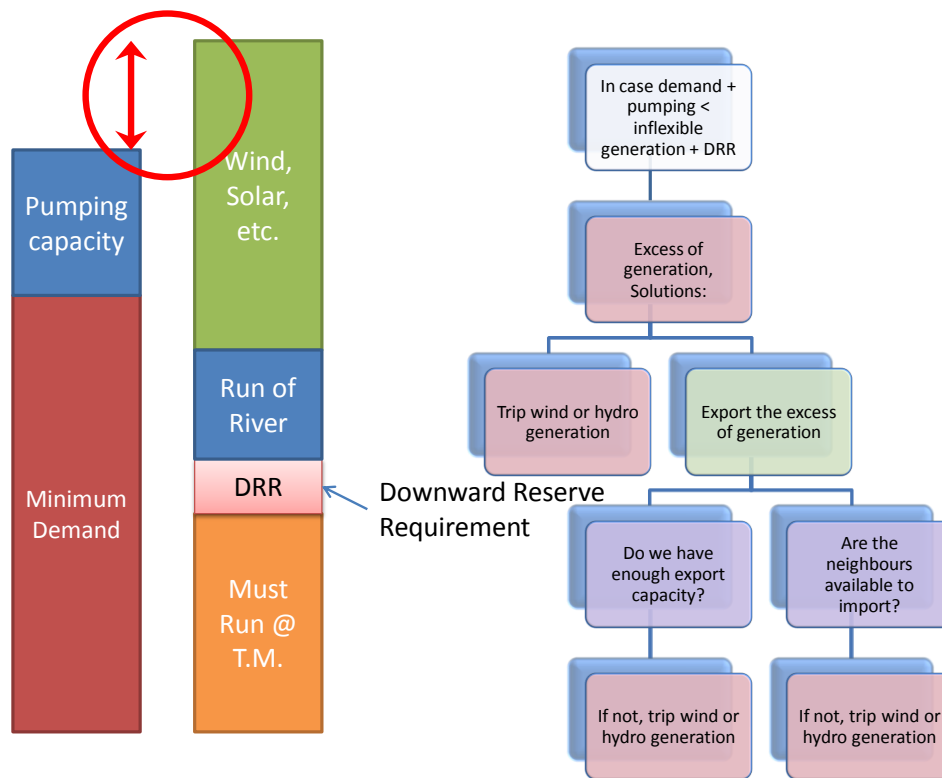 Pumping
capacity
Minimum
Demand
Wind,
Solar,
etc.
Run of
River
DRR
Must
Run @
T.M.
Downward Reserve
Requirement
In case demand +
pumping <
inflexible
generation + DRR
Excess of
generation,
Solutions:
Trip wind or hydro
generation
Export the excess
of generation
Do we have
enough export
capacity?
Are the
neighbours
available to
import?
If not, trip wind or
hydro generation
If not, trip wind or
hydro generation